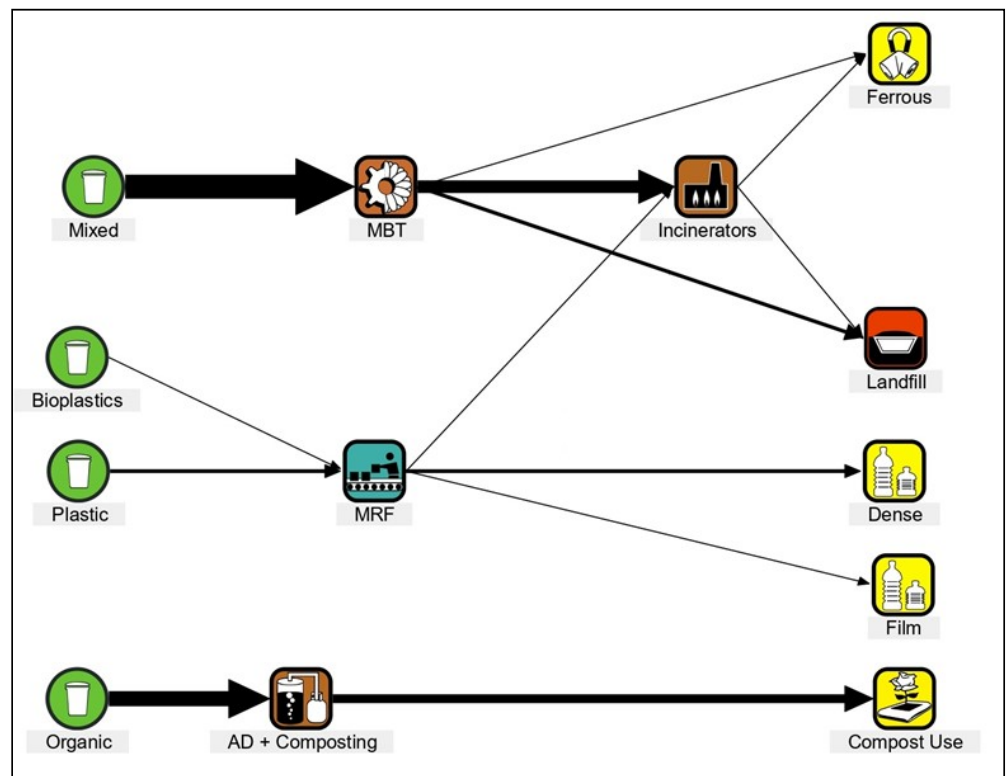 Ferrous
Mixed
MBT
Incinerators
Bioplastics
Landfill
Plastic
MRF
Dense
Film
Organic
AD + Composting
Compost Use